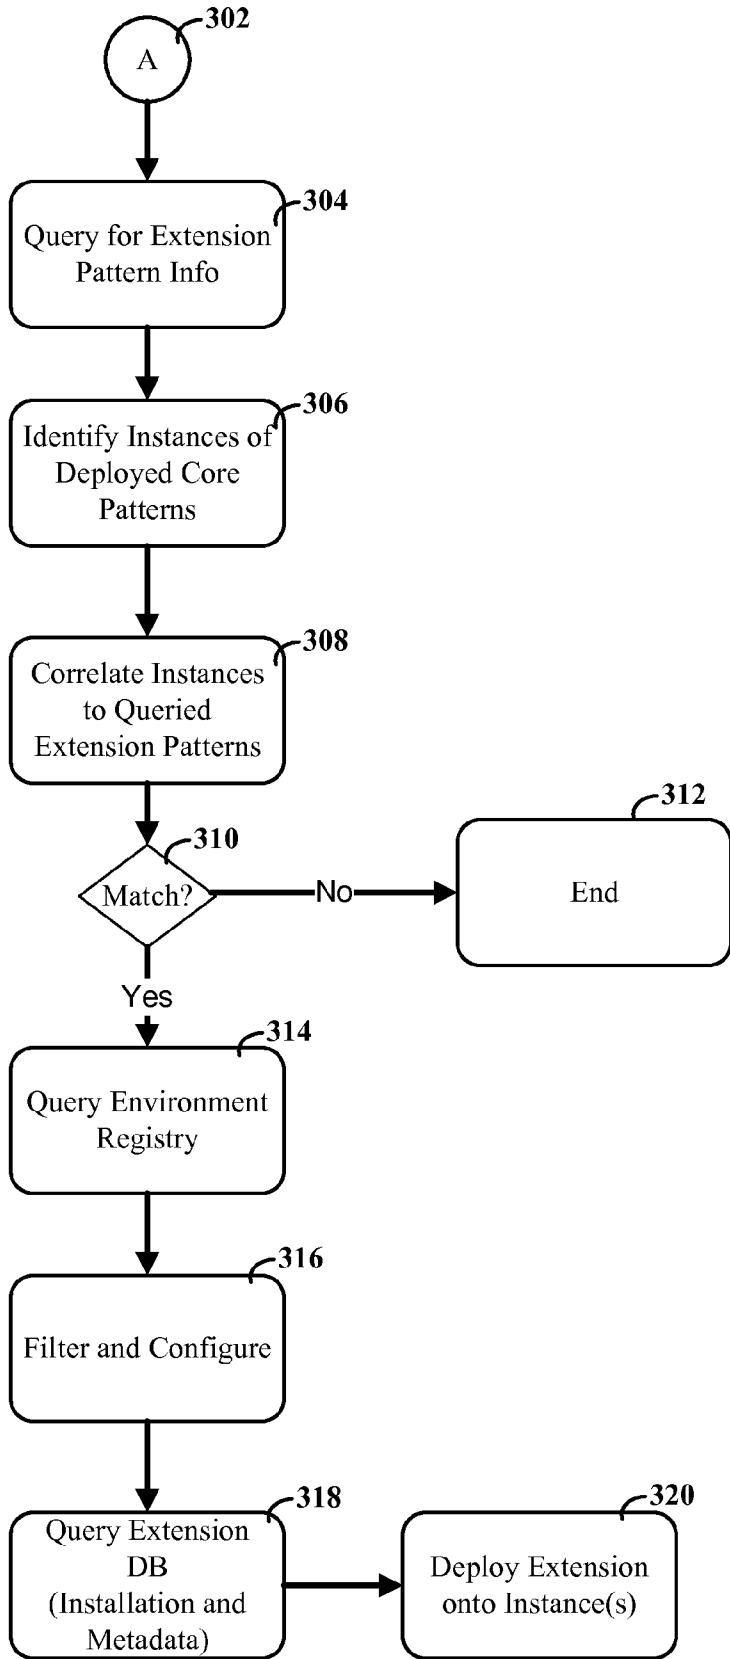 302
A
304
Query for Extension
Pattern Info
306
Identify Instances of
Deployed Core
Patterns
308
Correlate Instances
to Queried
Extension Patterns
310
Match?
No
312
End
Yes
314
Query Environment
Registry
316
Filter and Configure
318
Query Extension
DB
(Installation and
Metadata)
320
Deploy Extension
onto Instance(s)